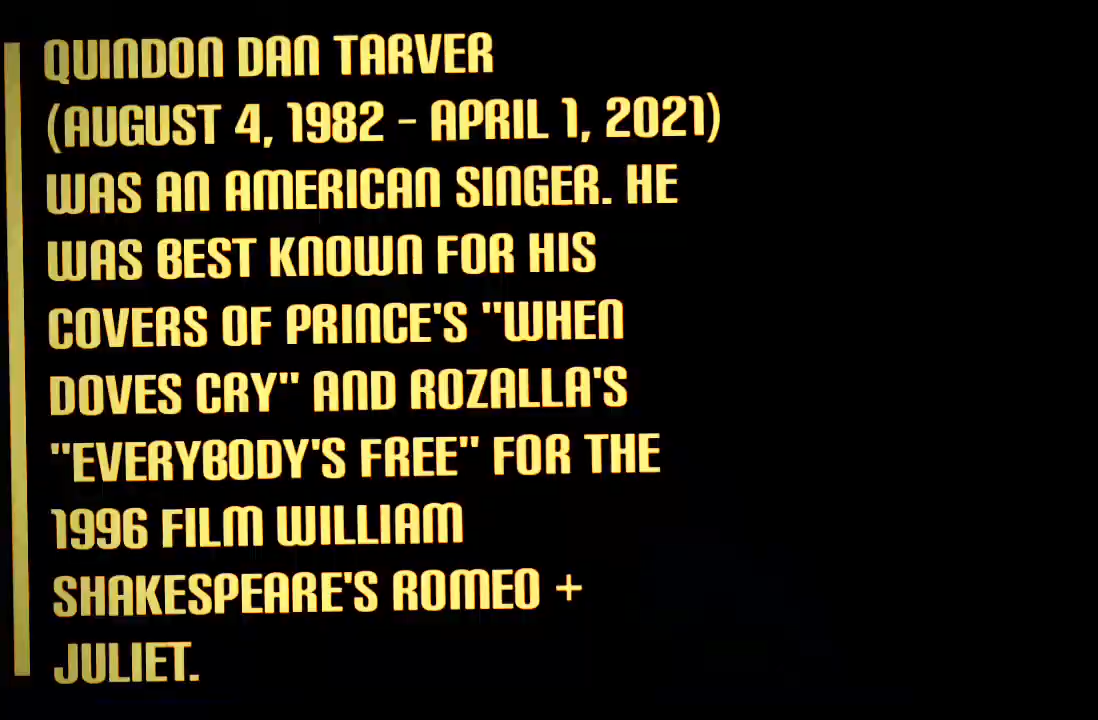 QUINDON DAN TARVER
(AUGUST 4, 1982 - APRIL 1, 2021)
WAS AN AMERICAN SINGER. HE
WAS BEST KNOWN FOR HIS
COVERS OF PRINCE'S "WHEN
DOVES CRY" AND ROZALLA'S
"EVERYBODY'S FREE" FOR THE
1996 FILM WILLIAM
SHAKESPEARE'S ROMEO +
JULIET.